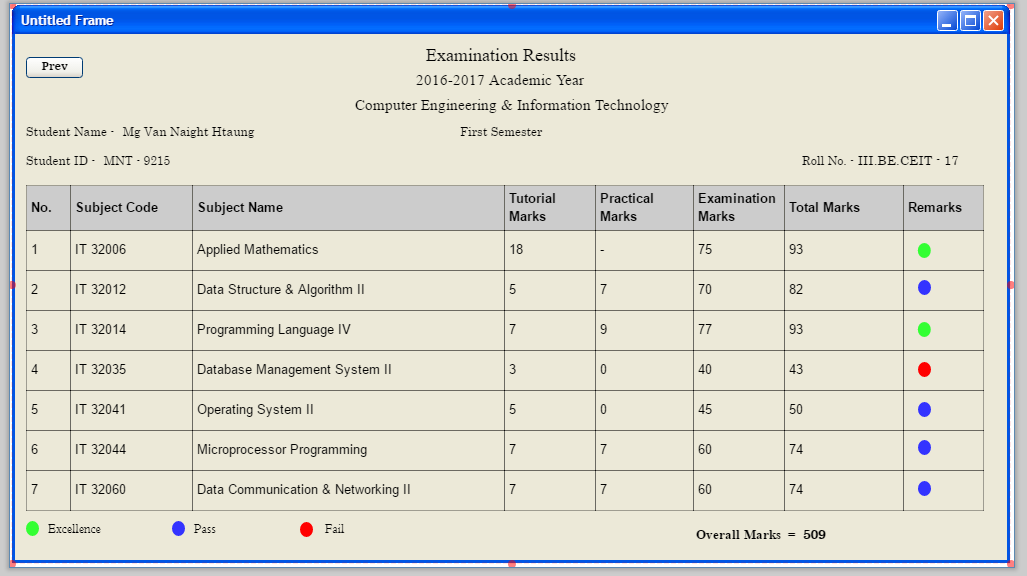 Untitled Frame
Prev
Examination Results
2016-2017 Academic Year
Computer Engineering & Information Technology
Student Name - Mg Van Naight Htaung First Semester
Student ID - MNT - 9215 Roll No. - III.BE.CEIT - 17
No. Subject Code Subject Name Tutorial Marks Practical Marks Examination Marks Total Marks Remarks
1 IT 32006 Applied Mathematics 18 - 75 93
2 IT 32012 Data Structure & Algorithm II 5 7 70 82
3 IT 32014 Programming Language IV 7 9 77 93
4 IT 32035 Database Management System II 3 0 40 43
5 IT 32041 Operating System II 5 0 45 50
6 IT 32044 Microprocessor Programming 7 7 60 74
7 IT 32060 Data Communication & Networking II 7 7 60 74
Excellence Pass Fail
Overall Marks = 509